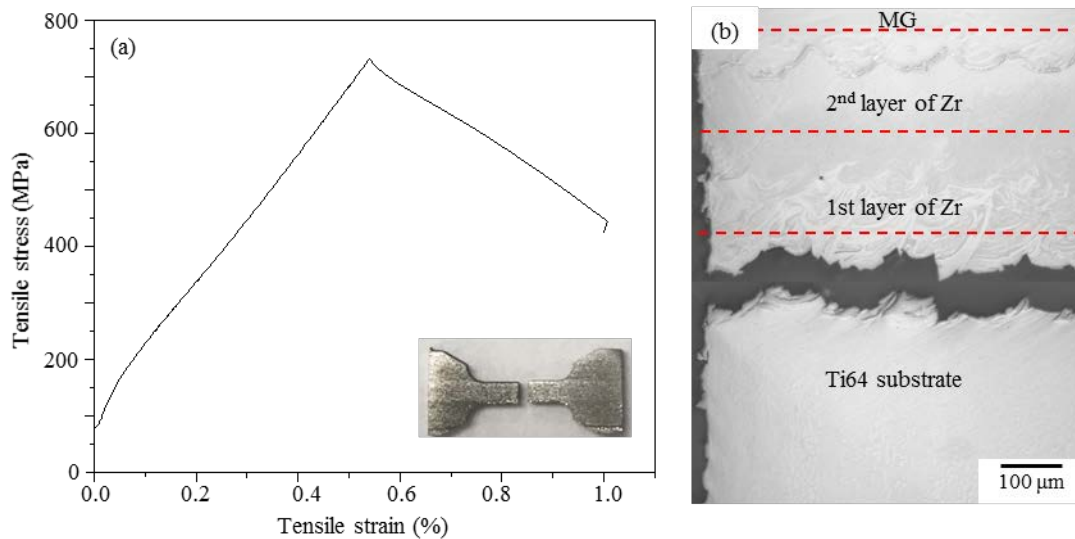 (a)
800
600
400
200
0
Tensile stress (MPa)
0.0 0.2 0.4 0.6 0.8 1.0
Tensile strain (%)
(b)
MG
2nd layer of Zr
1st layer of Zr
Ti64 substrate
100 μm